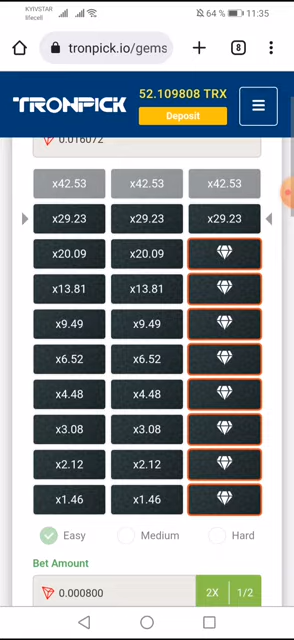 KYIVSTAR
lifecell
64 %
11:35
tronpick.io/gems
8
TRONPICK
52.109808 TRX
Deposit
0.016072
x42.53 x42.53 x42.53
x29.23 x29.23 x29.23
x20.09 x20.09
x13.81 x13.81
x9.49 x9.49
x6.52 x6.52
x4.48 x4.48
x3.08 x3.08
x2.12 x2.12
x1.46 x1.46
Easy Medium Hard
Bet Amount
0.000800 2X 1/2